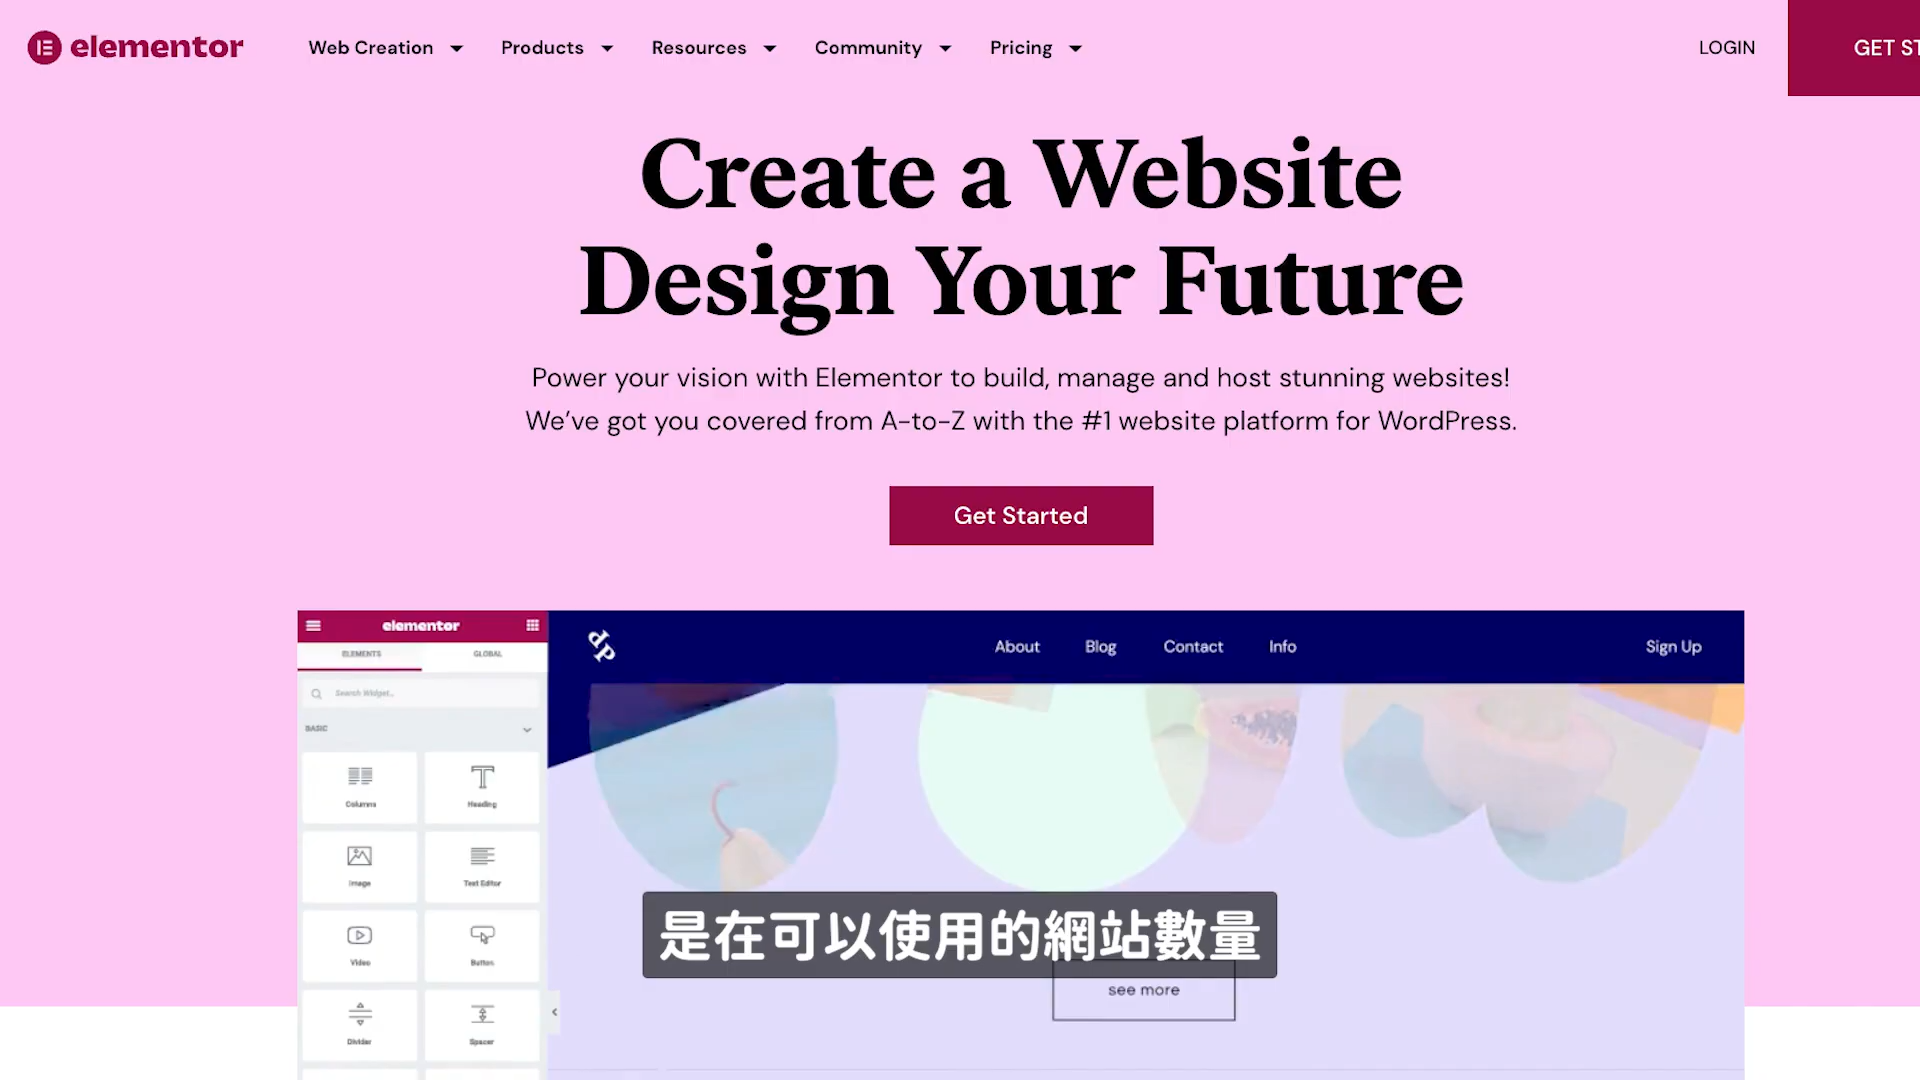 elementor
Web Creation
Products
Resources
Community
Pricing
LOGIN
GET ST
Create a Website
Design Your Future
Power your vision with Elementor to build, manage and host stunning websites!
We’ve got you covered from A-to-Z with the #1 website platform for WordPress.
Get Started
elementor
ELEMENTS
GLOBAL
Search Widget...
BASIC
Columns
Heading
Image
Text Editor
Video
Button
Divider
Spacer
dp
About
Blog
Contact
Info
Sign Up
是在可以使用的網站數量
see more